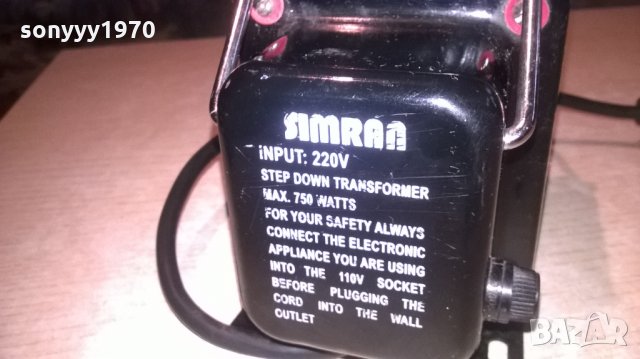 sonyyy1970
SIMRAN
INPUT: 220V
STEP DOWN TRANSFORMER
MAX. 750 WATTS
FOR YOUR SAFETY ALWAYS
CONNECT THE ELECTRONIC
APPLIANCE YOU ARE USING
INTO THE 110V SOCKET
BEFORE PLUGGING THE
CORD INTO THE WALL
OUTLET
BAZAR